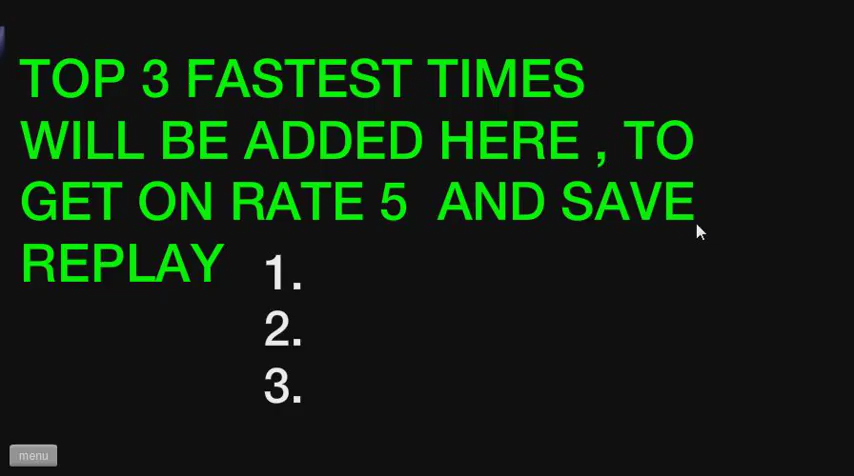 TOP 3 FASTEST TIMES
WILL BE ADDED HERE , TO
GET ON RATE 5  AND SAVE
REPLAY
1.
2.
3.
menu